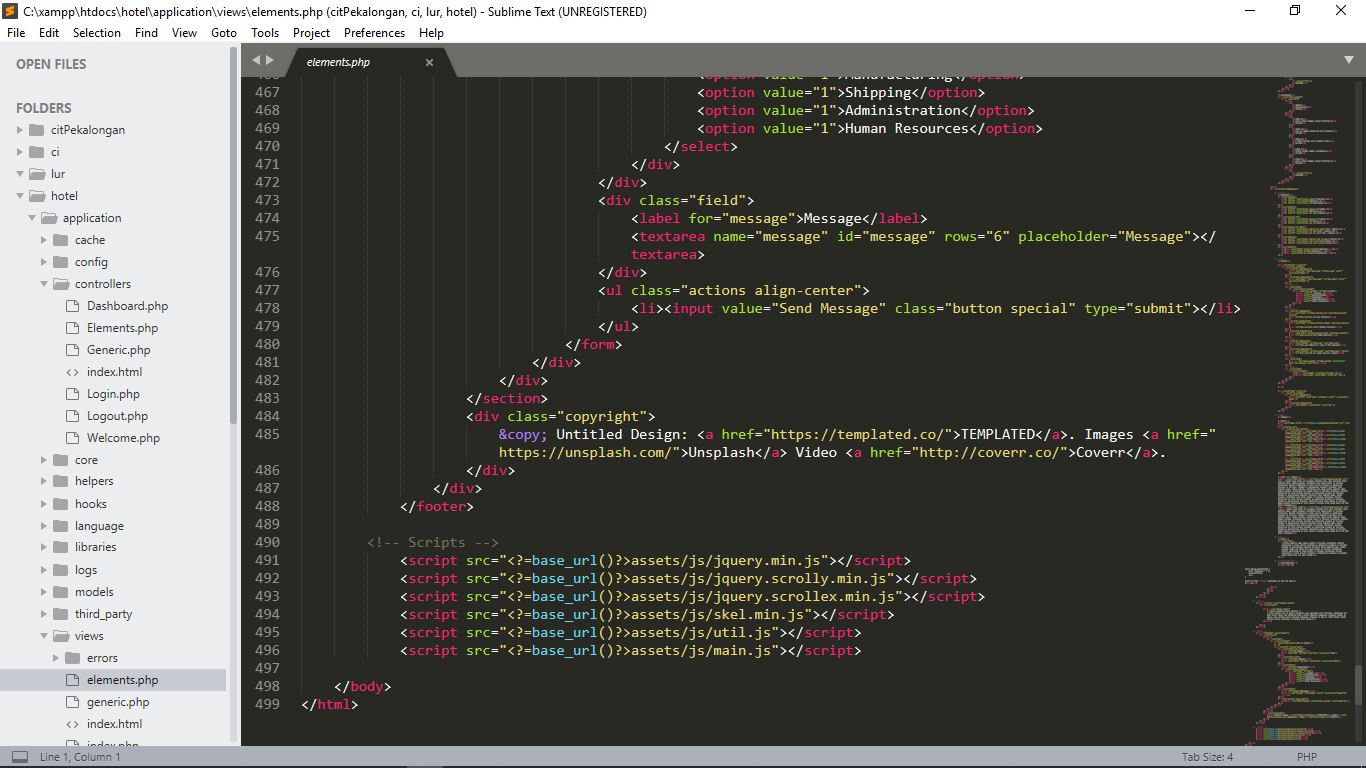 C:\xampp\htdocs\hotel\application\views\elements.php (citPekalongan, ci, lur, hotel) - Sublime Text (UNREGISTERED)
File Edit Selection Find View Goto Tools Project Preferences Help
OPEN FILES
FOLDERS
citPekalongan
ci
lur
hotel
application
cache
config
controllers
Dashboard.php
Elements.php
Generic.php
index.html
Login.php
Logout.php
Welcome.php
core
helpers
hooks
language
libraries
logs
models
third_party
views
errors
elements.php
generic.php
index.html
index.php
elements.php
466 <option value="1">Manufacturing</option>
467 <option value="1">Shipping</option>
468 <option value="1">Administration</option>
469 <option value="1">Human Resources</option>
470 </select>
471 </div>
472 </div>
473 <div class="field">
474 <label for="message">Message</label>
475 <textarea name="message" id="message" rows="6" placeholder="Message"></
textarea>
476 </div>
477 <ul class="actions align-center">
478 <li><input value="Send Message" class="button special" type="submit"></li>
479 </ul>
480 </form>
481 </div>
482 </div>
483 </section>
484 <div class="copyright">
485 &copy; Untitled Design: <a href="https://templated.co/">TEMPLATED</a>. Images <a href="
https://unsplash.com/">Unsplash</a> Video <a href="http://coverr.co/">Coverr</a>.
486 </div>
487 </div>
488 </footer>
489
490 <!-- Scripts -->
491 <script src="<?=base_url()?>assets/js/jquery.min.js"></script>
492 <script src="<?=base_url()?>assets/js/jquery.scrolly.min.js"></script>
493 <script src="<?=base_url()?>assets/js/jquery.scrollex.min.js"></script>
494 <script src="<?=base_url()?>assets/js/skel.min.js"></script>
495 <script src="<?=base_url()?>assets/js/util.js"></script>
496 <script src="<?=base_url()?>assets/js/main.js"></script>
497
498 </body>
499 </html>
Line 1, Column 1
Tab Size: 4
PHP